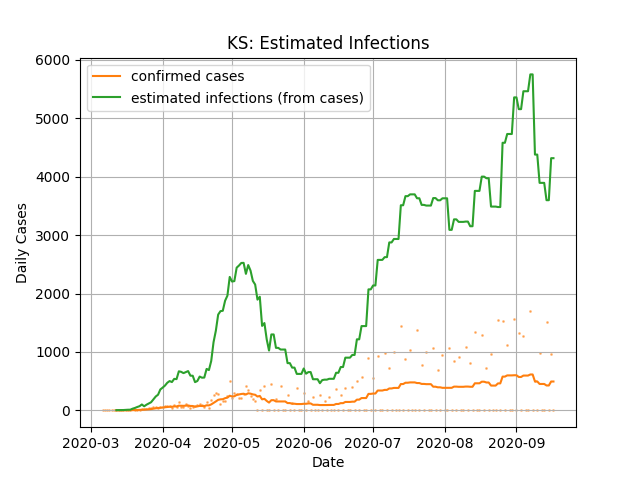 KS: Estimated Infections
confirmed cases
estimated infections (from cases)
6000
5000
4000
3000
2000
1000
0
Daily Cases
2020-03 2020-04 2020-05 2020-06 2020-07 2020-08 2020-09
Date